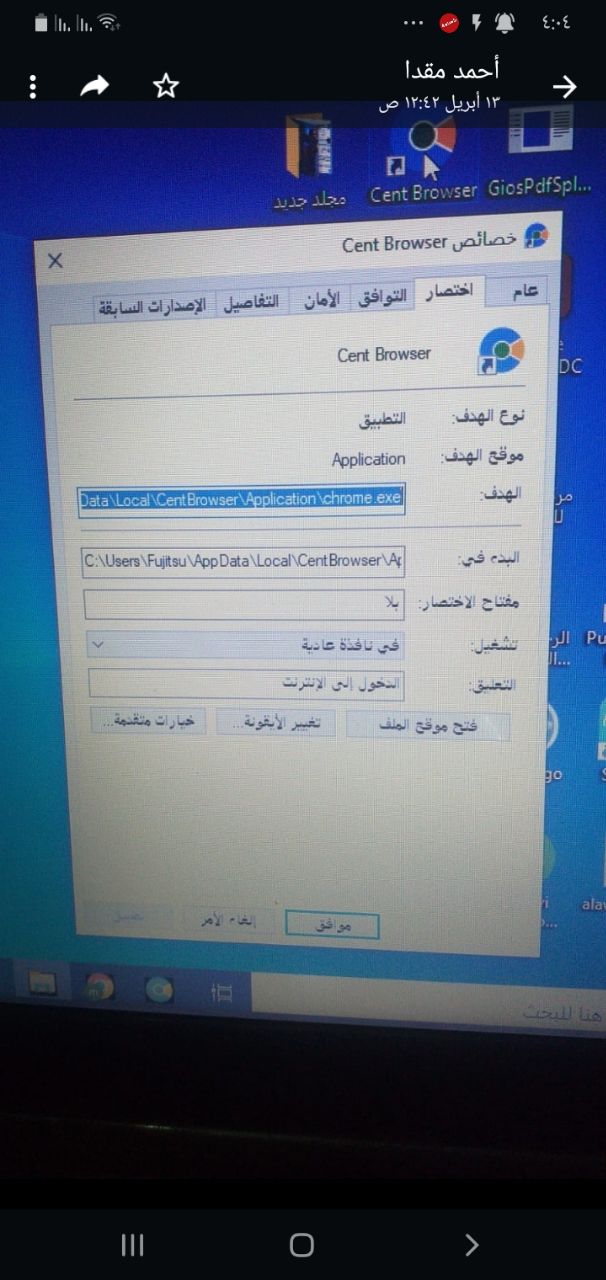 ٤:٠٤
أحمد مقدا
١٣ أبريل ١٢:٤٢ ص
مجلد جديد
Cent Browser
GiosPdfSpl...
خصائص Cent Browser
عام
اختصار
التوافق
الأمان
التفاصيل
الإصدارات السابقة
Cent Browser
نوع الهدف: التطبيق
موقع الهدف: Application
الهدف: Data\Local\CentBrowser\Application\chrome.exe
البدء في: C:\Users\Fujitsu\AppData\Local\CentBrowser\Ap
مفتاح الاختصار: بلا
تشغيل: في نافذة عادية
التعليق: الدخول إلى الإنترنت
فتح موقع الملف
تغيير الأيقونة...
خيارات متقدمة...
موافق
إلغاء الأمر
تطبيق
DC
Pu
go
alaw
هنا للبحث